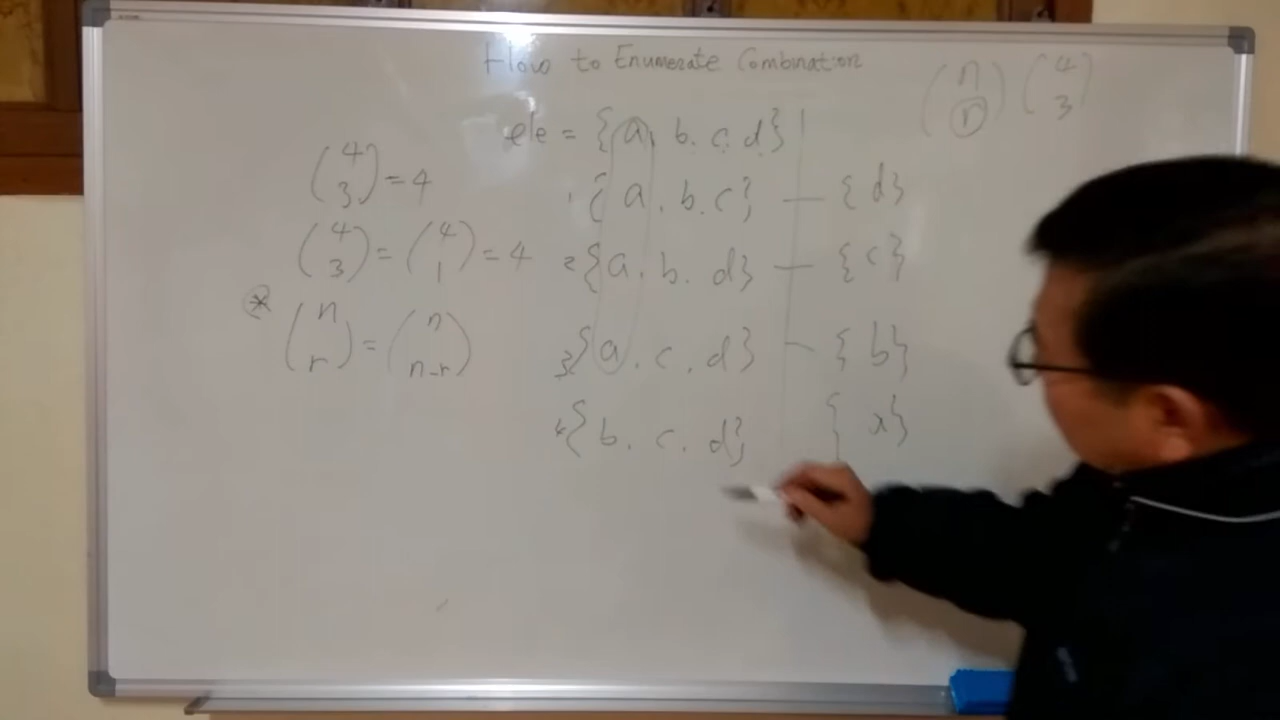 How to Enumerate Combination
(n r) (4 3)
ele = {a, b. c. d}
(4 3) = 4
1 {a. b. c} — {d}
(4 3) = (4 1) = 4
2 {a. b. d} — {c}
* (n r) = (n n-r)
3 {a. c. d} — {b}
4 {b. c. d} { x}